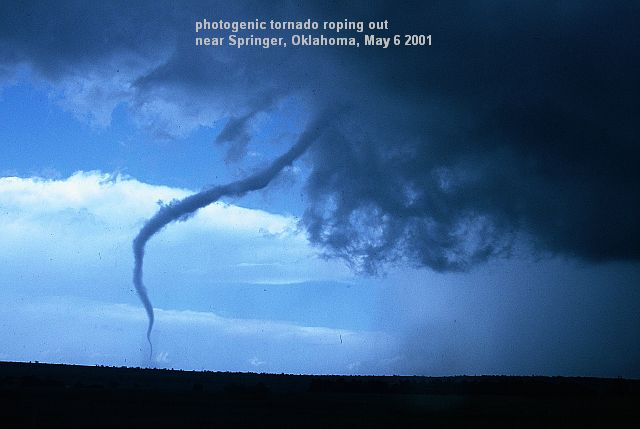 photogenic tornado roping out
near Springer, Oklahoma, May 6 2001